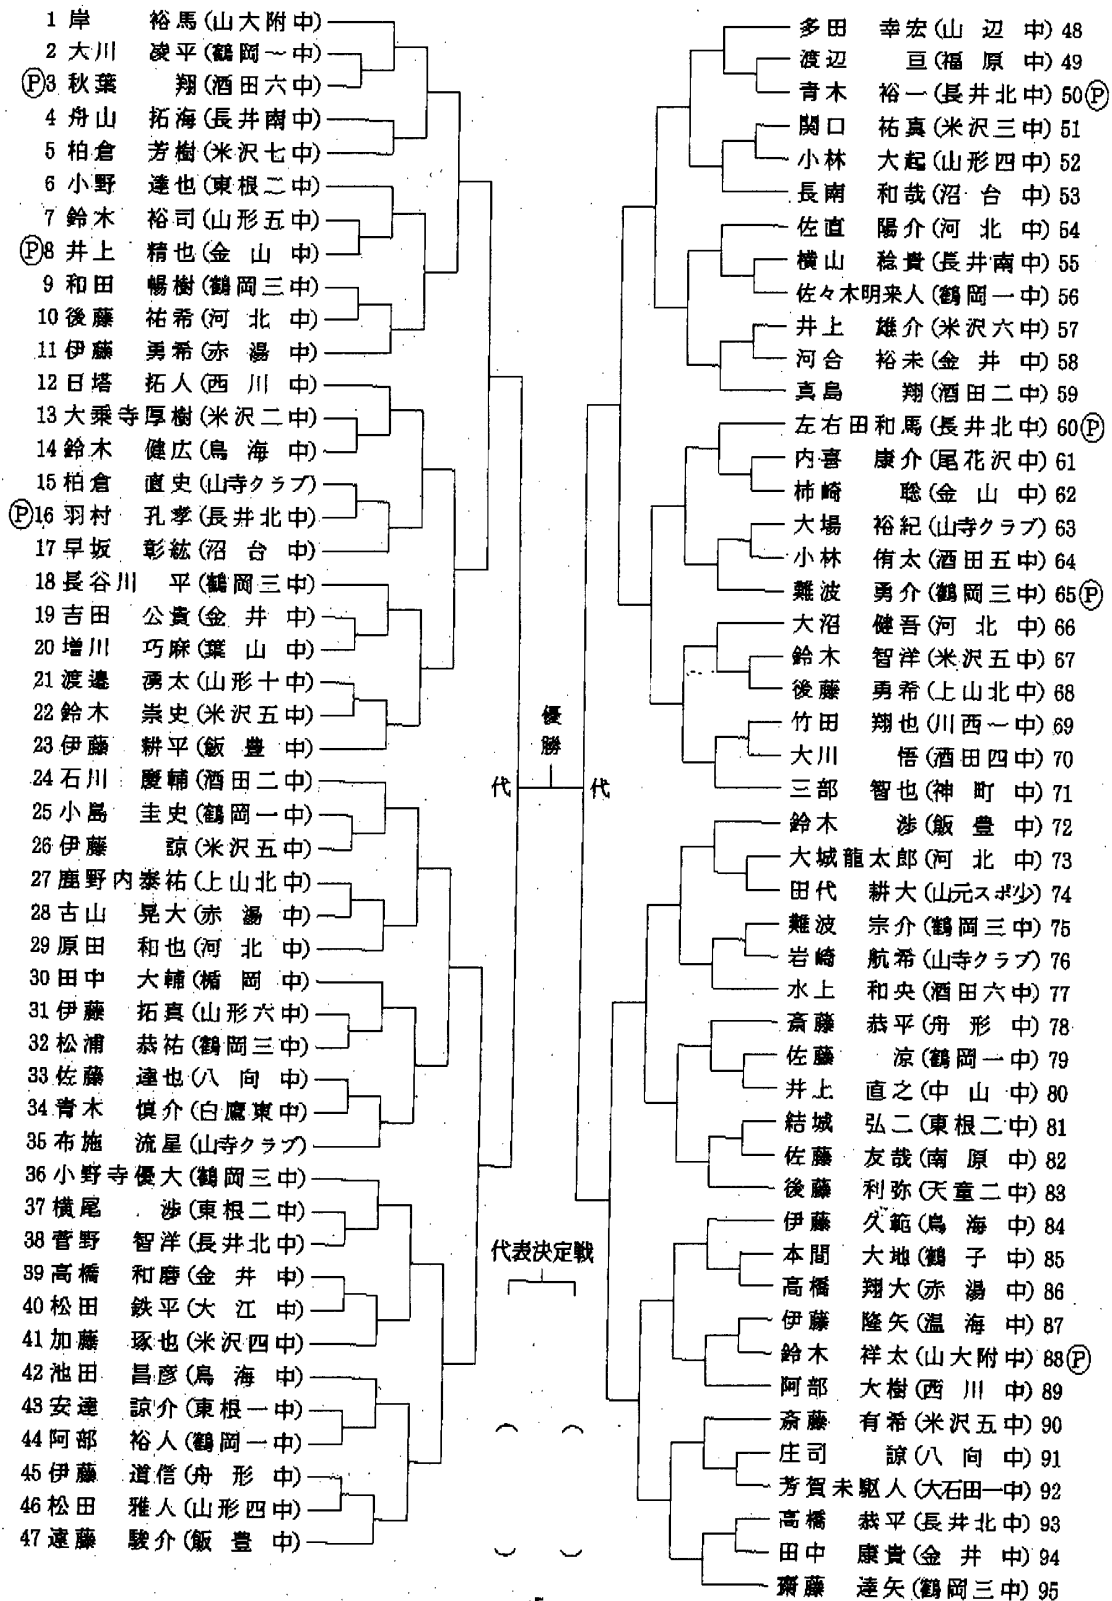 1 岸 裕馬(山大附中)
2 大川 凌平(鶴岡一中)
Ⓟ3 秋葉 翔(酒田六中)
4 舟山 拓海(長井南中)
5 柏倉 芳樹(米沢七中)
6 小野 達也(東根二中)
7 鈴木 裕司(山形五中)
Ⓟ8 井上 精也(金山中)
9 和田 暢樹(鶴岡三中)
10 後藤 祐希(河北中)
11 伊藤 勇希(赤湯中)
12 日塔 拓人(西川中)
13 大乗寺厚樹(米沢二中)
14 鈴木 健広(鳥海中)
15 柏倉 直史(山寺クラブ)
Ⓟ16 羽村 孔孝(長井北中)
17 早坂 彰紘(沼台中)
18 長谷川 平(鶴岡三中)
19 吉田 公貴(金井中)
20 増川 巧麻(葉山中)
21 渡邉 湧太(山形十中)
22 鈴木 崇史(米沢五中)
23 伊藤 耕平(飯豊中)
24 石川 慶輔(酒田二中)
25 小島 圭史(鶴岡一中)
26 伊藤 諒(米沢五中)
27 鹿野内泰祐(上山北中)
28 古山 晃大(赤湯中)
29 原田 和也(河北中)
30 田中 大輔(楯岡中)
31 伊藤 拓真(山形六中)
32 松浦 恭祐(鶴岡三中)
33 佐藤 達也(八向中)
34 青木 慎介(白鷹東中)
35 布施 流星(山寺クラブ)
36 小野寺優大(鶴岡三中)
37 横尾 渉(東根二中)
38 菅野 智洋(長井北中)
39 高橋 和磨(金井中)
40 松田 鉄平(大江中)
41 加藤 琢也(米沢四中)
42 池田 昌彦(鳥海中)
43 安達 諒介(東根一中)
44 阿部 裕人(鶴岡一中)
45 伊藤 道信(舟形中)
46 松田 雅人(山形四中)
47 遠藤 駿介(飯豊中)
優勝
代
代
代表決定戦
多田 幸宏(山辺中) 48
渡辺 亘(福原中) 49
青木 裕一(長井北中) 50Ⓟ
関口 祐真(米沢三中) 51
小林 大起(山形四中) 52
長南 和哉(沼台中) 53
佐直 陽介(河北中) 54
横山 稔貴(長井南中) 55
佐々木明来人(鶴岡一中) 56
井上 雄介(米沢六中) 57
河合 裕未(金井中) 58
真島 翔(酒田二中) 59
左右田和馬(長井北中) 60Ⓟ
内喜 康介(尾花沢中) 61
柿崎 聡(金山中) 62
大場 裕紀(山寺クラブ) 63
小林 侑太(酒田五中) 64
難波 勇介(鶴岡三中) 65Ⓟ
大沼 健吾(河北中) 66
鈴木 智洋(米沢五中) 67
後藤 勇希(上山北中) 68
竹田 翔也(川西一中) 69
大川 悟(酒田四中) 70
三部 智也(神町中) 71
鈴木 渉(飯豊中) 72
大城龍太郎(河北中) 73
田代 耕大(山元スポ少) 74
難波 宗介(鶴岡三中) 75
岩崎 航希(山寺クラブ) 76
水上 和央(酒田六中) 77
斎藤 恭平(舟形中) 78
佐藤 涼(鶴岡一中) 79
井上 直之(中山中) 80
結城 弘二(東根二中) 81
佐藤 友哉(南原中) 82
後藤 利弥(天童二中) 83
伊藤 久範(鳥海中) 84
本間 大地(鶴子中) 85
高橋 翔大(赤湯中) 86
伊藤 隆矢(温海中) 87
鈴木 祥太(山大附中) 88Ⓟ
阿部 大樹(西川中) 89
斎藤 有希(米沢五中) 90
庄司 諒(八向中) 91
芳賀未駆人(大石田一中) 92
高橋 恭平(長井北中) 93
田中 康貴(金井中) 94
齋藤 達矢(鶴岡三中) 95